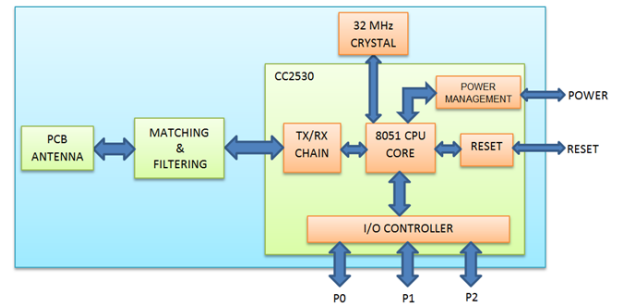 32 MHz
CRYSTAL
CC2530
POWER
MANAGEMENT
POWER
PCB
ANTENNA
MATCHING
&
FILTERING
TX/RX
CHAIN
8051 CPU
CORE
RESET
RESET
I/O CONTROLLER
P0
P1
P2